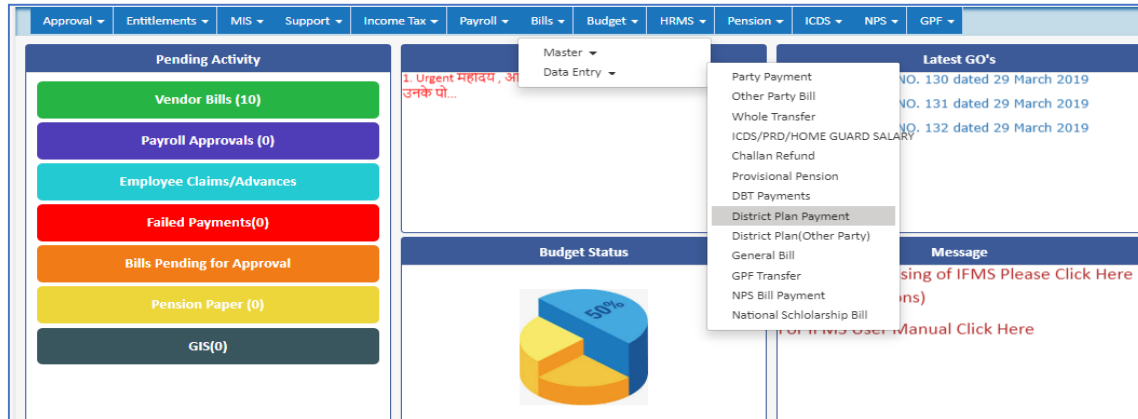 Approval Entitlements MIS Support Income Tax Payroll Bills Budget HRMS Pension ICDS NPS GPF
Pending Activity
Vendor Bills (10)
Payroll Approvals (0)
Employee Claims/Advances
Failed Payments(0)
Bills Pending for Approval
Pension Paper (0)
GIS(0)
1. Urgent महोदय , आ
उनके पो...
Master
Data Entry
Party Payment
Other Party Bill
Whole Transfer
ICDS/PRD/HOME GUARD SALARY
Challan Refund
Provisional Pension
DBT Payments
District Plan Payment
District Plan(Other Party)
General Bill
GPF Transfer
NPS Bill Payment
National Schlolarship Bill
Budget Status
50%
Latest GO's
NO. 130 dated 29 March 2019
NO. 131 dated 29 March 2019
NO. 132 dated 29 March 2019
Message
sing of IFMS Please Click Here
ons)
For IFMS User Manual Click Here